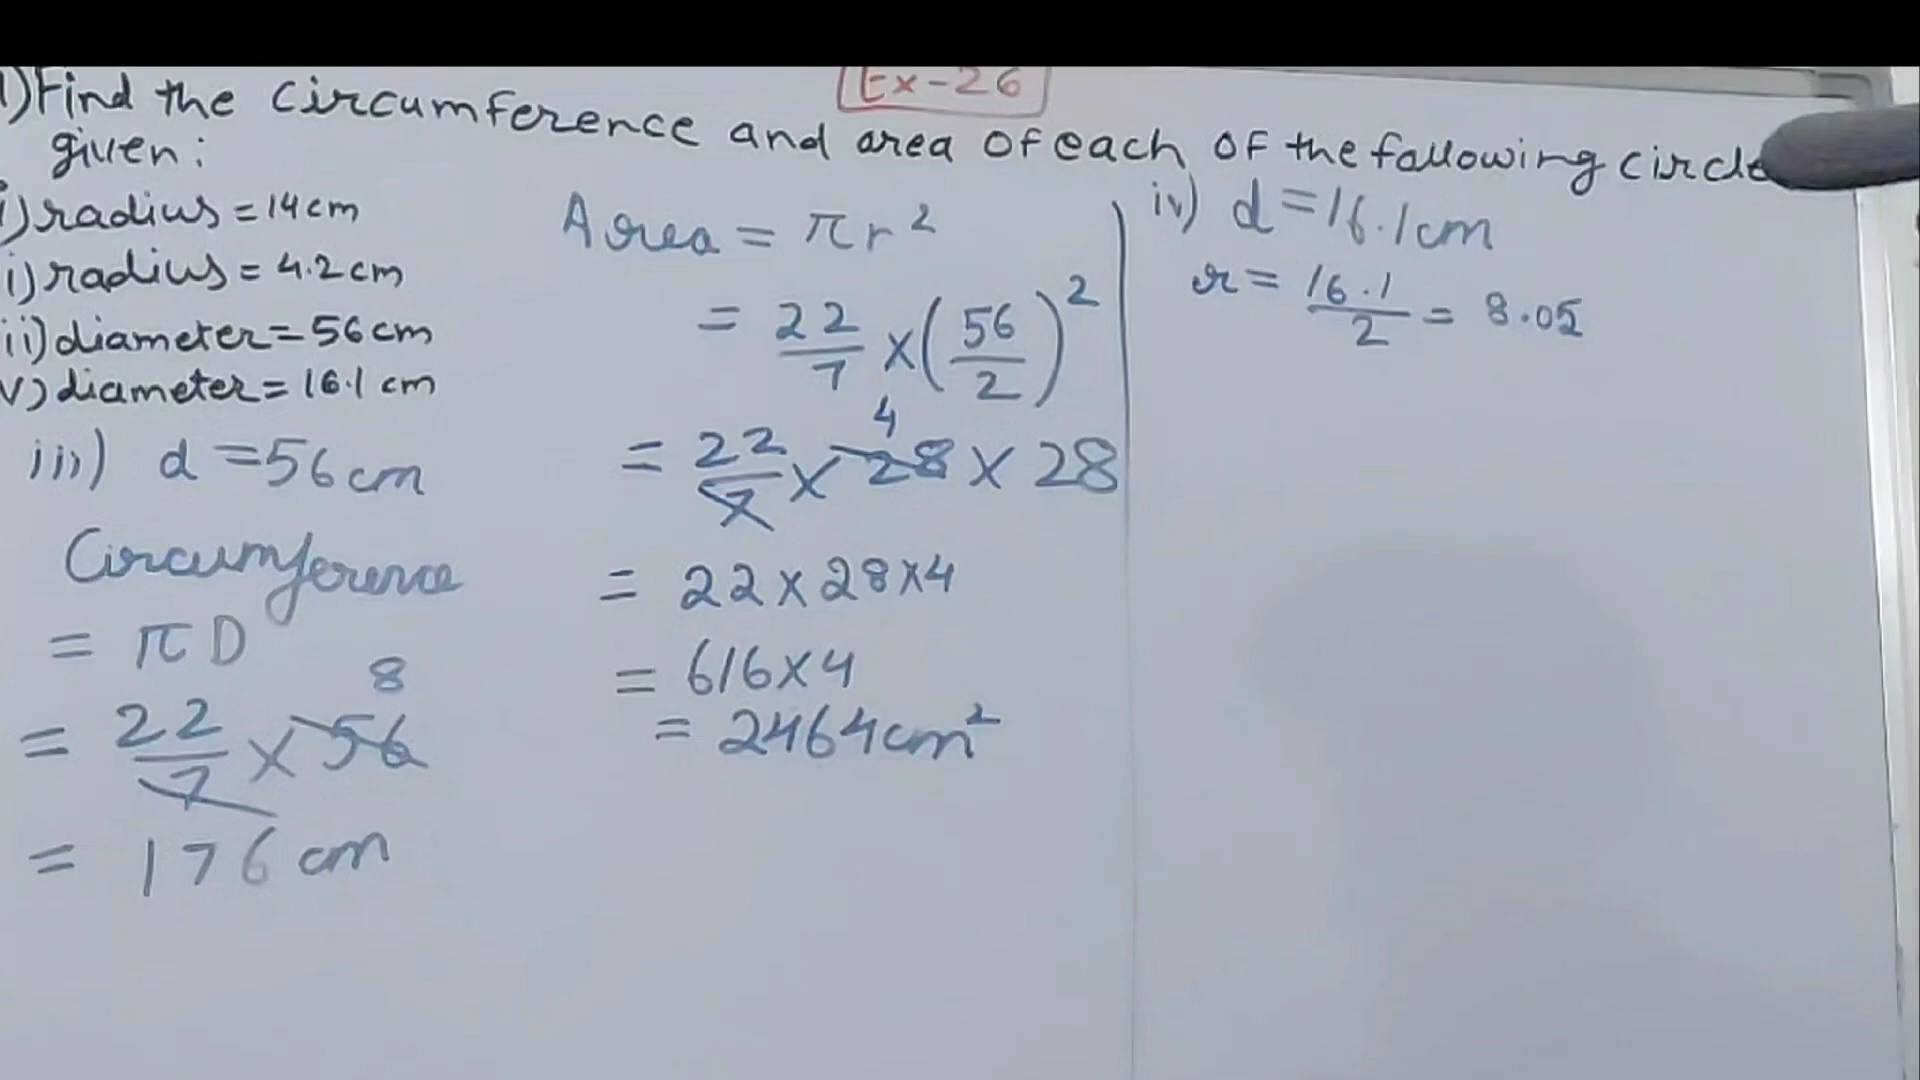 Ex-26
1) Find the circumference and area of each of the following circle
given:
i) radius = 14 cm
i) radius = 4.2 cm
ii) diameter = 56 cm
v) diameter = 16.1 cm
iii) d = 56 cm
Circumference
= πD
8
= 22/7 × 56
= 176 cm
Area = πr²
= 22/7 × (56/2)²
4
= 22/7 × 28 × 28
= 22 × 28 × 4
= 616 × 4
= 2464 cm²
iv) d = 16.1 cm
r = 16.1/2 = 8.05